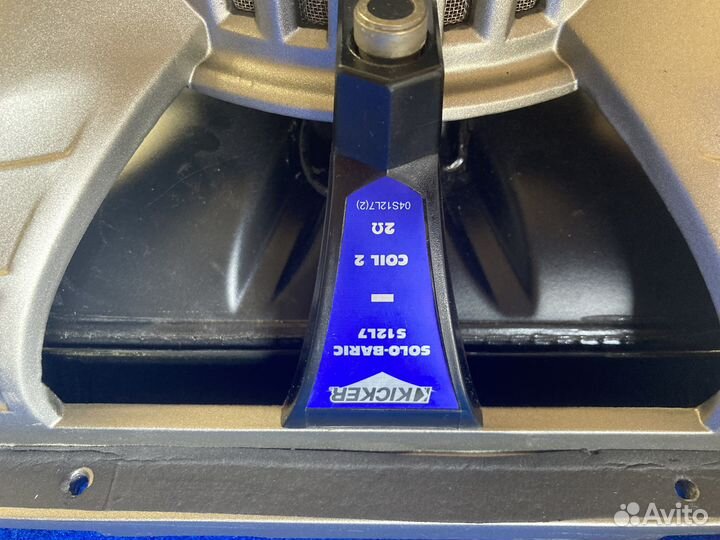 KICKER
SOLO-BARIC
S12L7
COIL 2
2Ω
04S12L7(2)
Avito